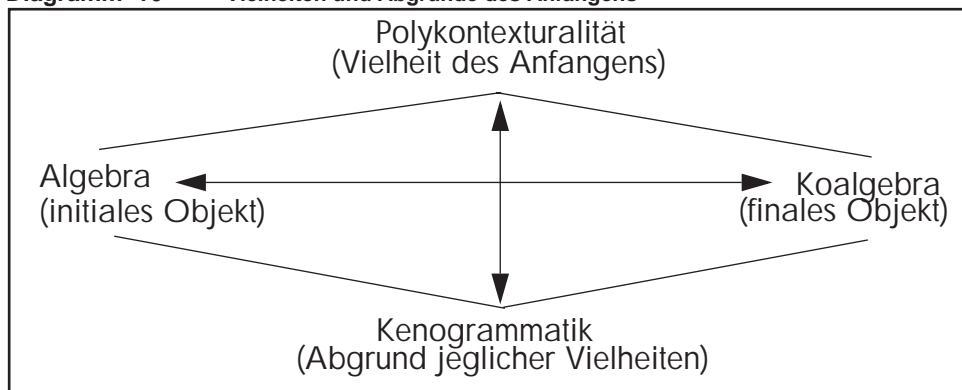 Polykontexturalität
(Vielheit des Anfangens)
Algebra
(initiales Objekt)
Koalgebra
(finales Objekt)
Kenogrammatik
(Abgrund jeglicher Vielheiten)